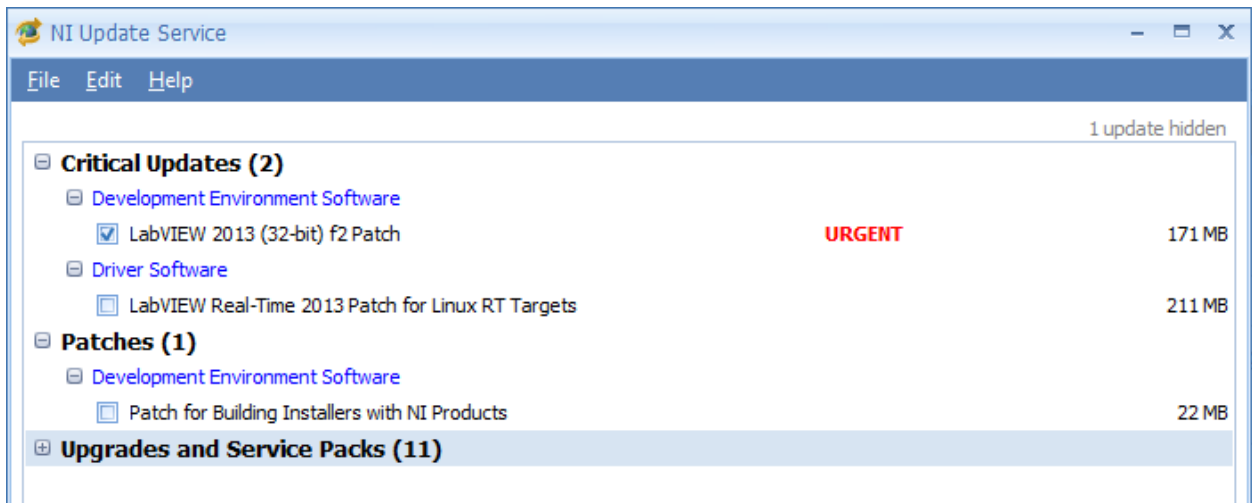 NI Update Service
File Edit Help
1 update hidden
Critical Updates (2)
Development Environment Software
LabVIEW 2013 (32-bit) f2 Patch URGENT 171 MB
Driver Software
LabVIEW Real-Time 2013 Patch for Linux RT Targets 211 MB
Patches (1)
Development Environment Software
Patch for Building Installers with NI Products 22 MB
Upgrades and Service Packs (11)